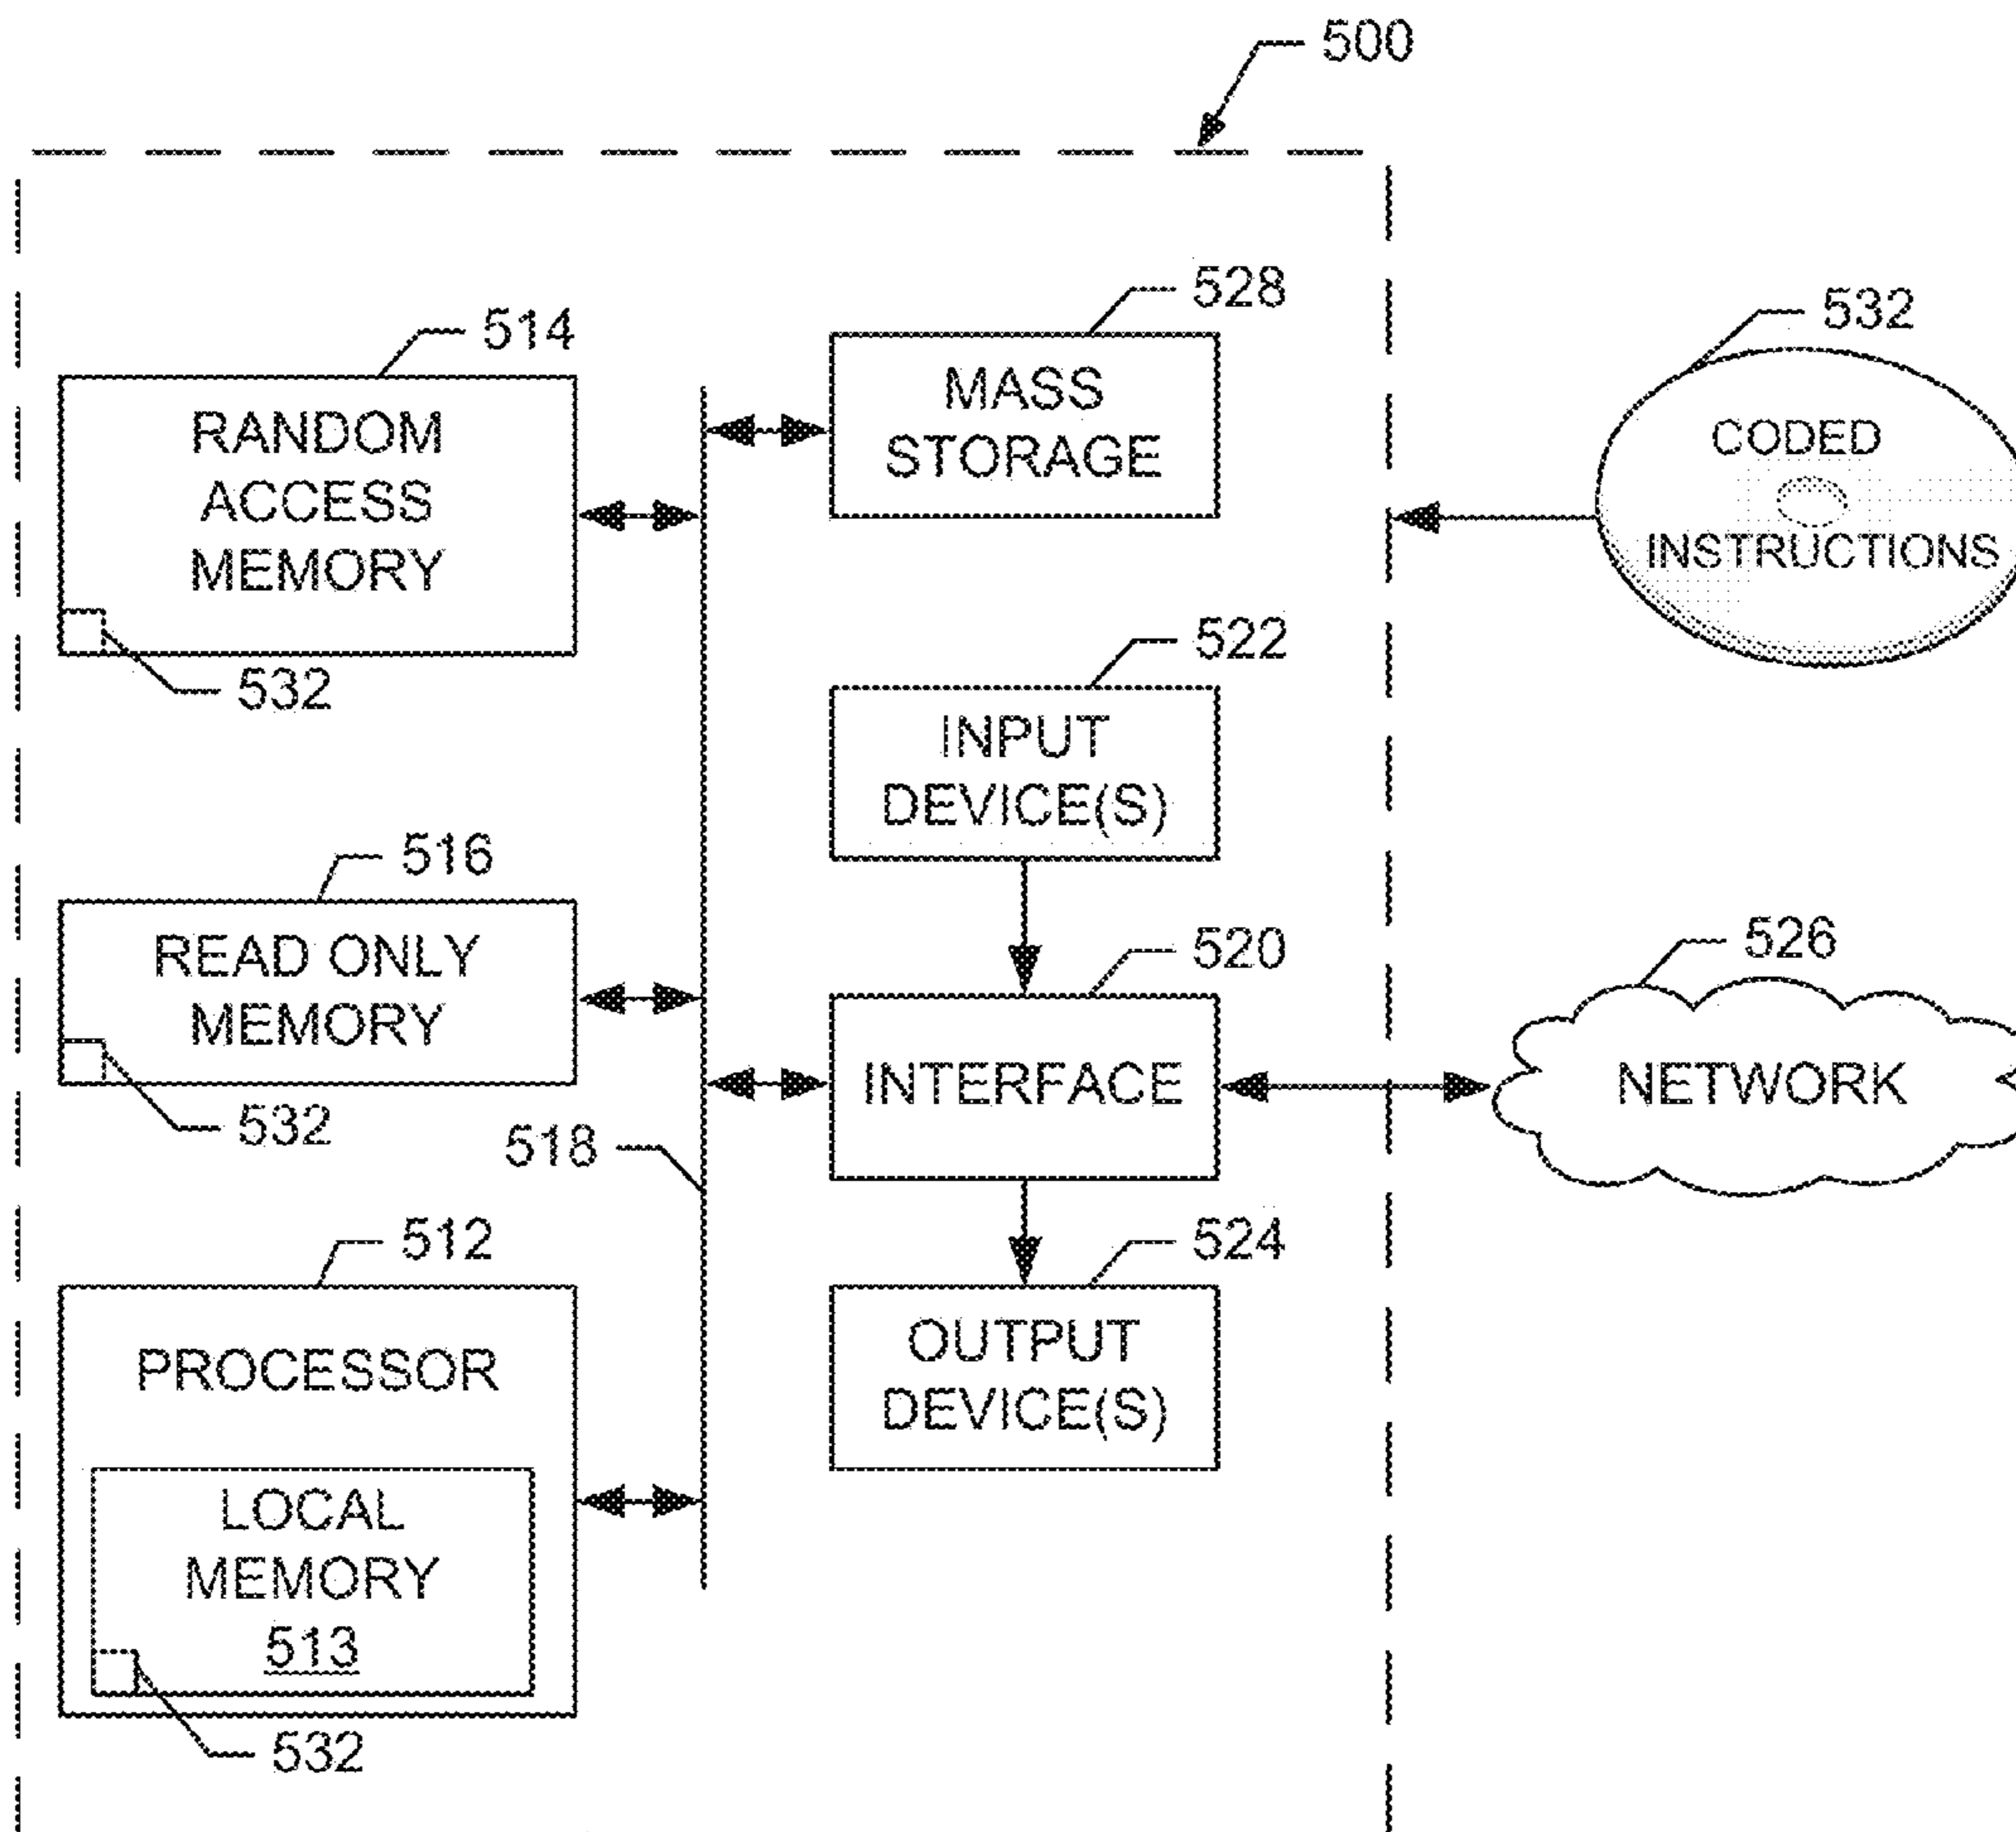 500
528
MASS
STORAGE
514
RANDOM
ACCESS
MEMORY
532
532
CODED
INSTRUCTIONS
522
INPUT
DEVICE(S)
516
READ ONLY
MEMORY
532
520
INTERFACE
526
NETWORK
518
512
PROCESSOR
LOCAL
MEMORY
513
532
524
OUTPUT
DEVICE(S)